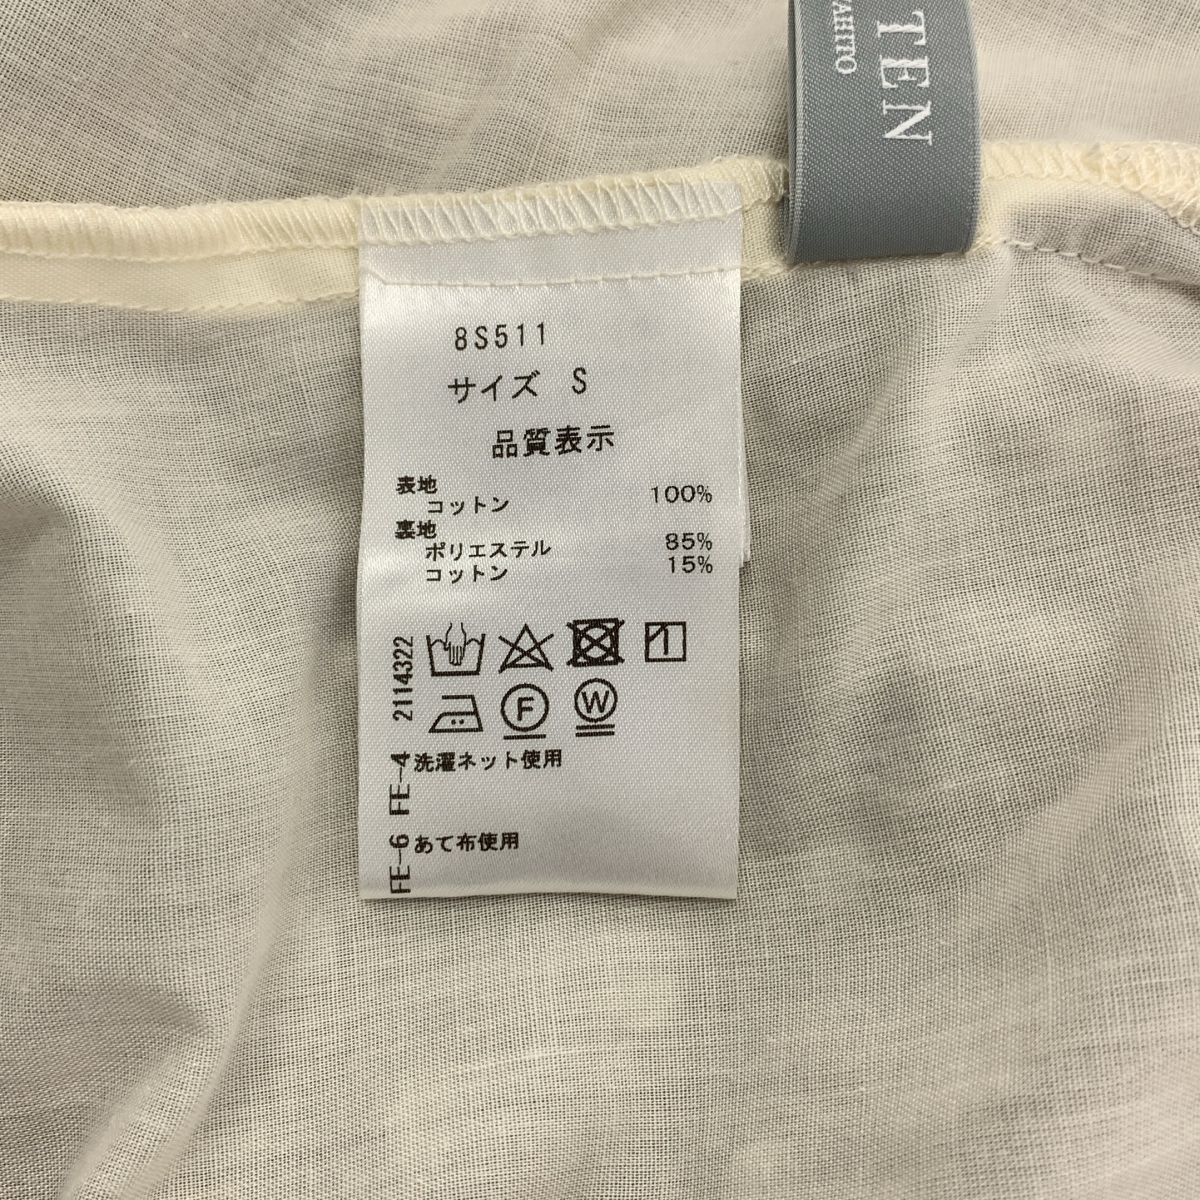 TEN
8S511
サイズ S
品質表示
表地
コットン 100%
裏地
ポリエステル 85%
コットン 15%
2114322
F
W
FE-4 洗濯ネット使用
FE-6 あて布使用